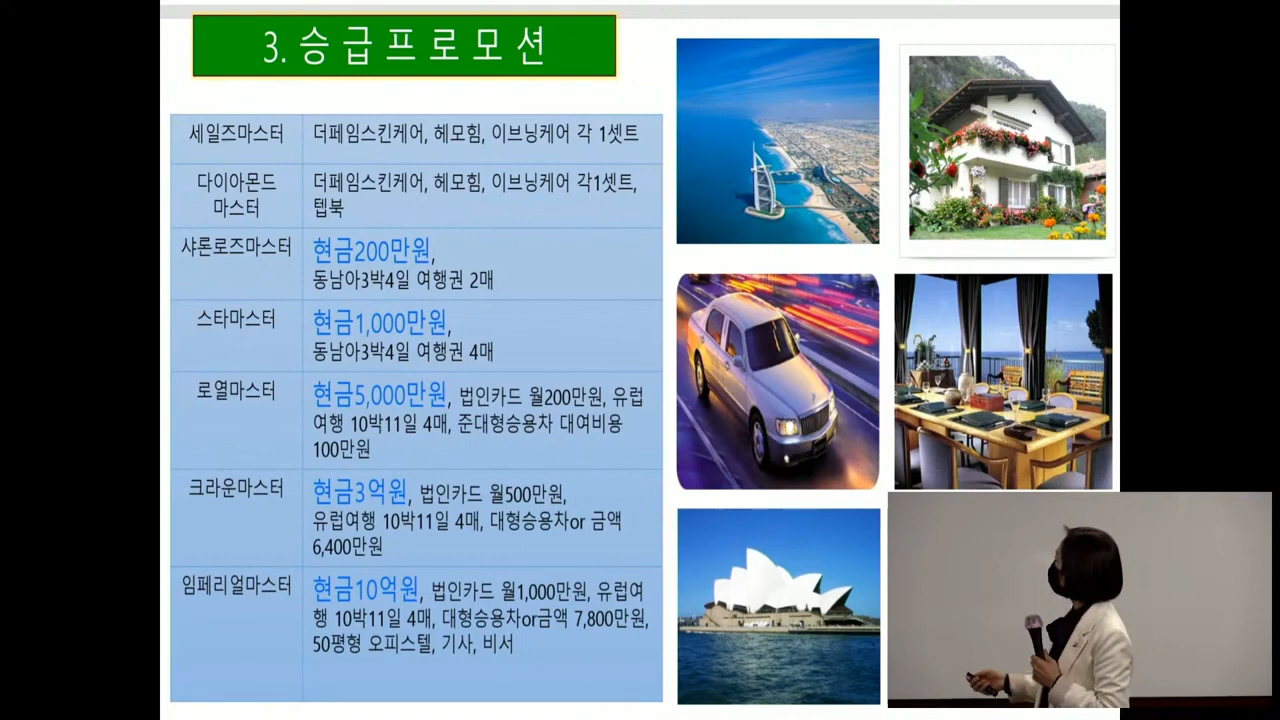 3. 승 급 프 로 모 션
세일즈마스터
더페임스킨케어, 헤모힘, 이브닝케어 각 1셋트
다이아몬드
마스터
더페임스킨케어, 헤모힘, 이브닝케어 각1셋트,
텝북
샤론로즈마스터
현금200만원,
동남아3박4일 여행권 2매
스타마스터
현금1,000만원,
동남아3박4일 여행권 4매
로열마스터
현금5,000만원, 법인카드 월200만원, 유럽
여행 10박11일 4매, 준대형승용차 대여비용
100만원
크라운마스터
현금3억원, 법인카드 월500만원,
유럽여행 10박11일 4매, 대형승용차or 금액
6,400만원
임페리얼마스터
현금10억원, 법인카드 월1,000만원, 유럽여
행 10박11일 4매, 대형승용차or금액 7,800만원,
50평형 오피스텔, 기사, 비서